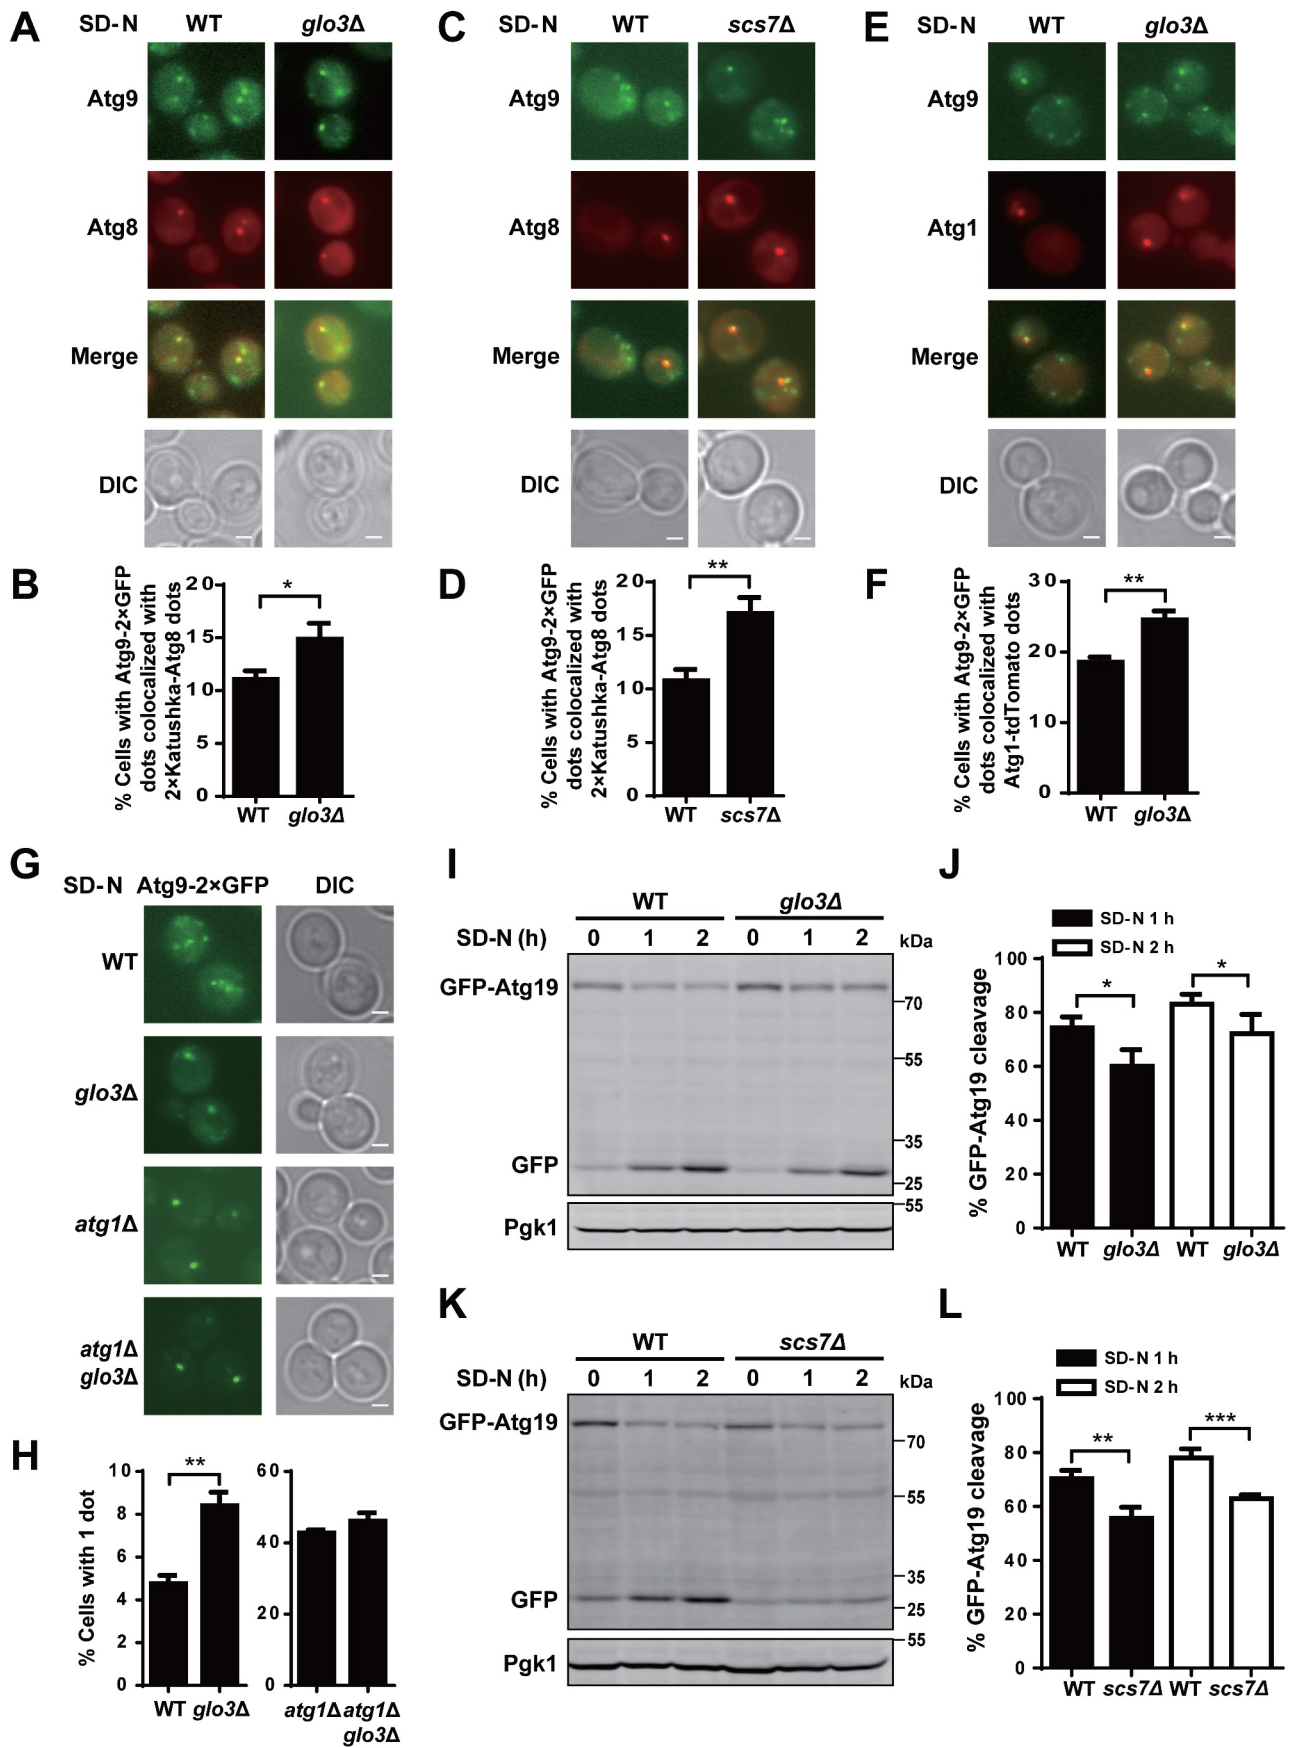 A
SD-N WT glo3Δ
Atg9
Atg8
Merge
DIC
C
SD-N WT scs7Δ
Atg9
Atg8
Merge
DIC
E
SD-N WT glo3Δ
Atg9
Atg1
Merge
DIC
B
% Cells with Atg9-2×GFP
dots colocalized with
2×Katushka-Atg8 dots
20
15
10
5
0
*
WT glo3Δ
D
% Cells with Atg9-2×GFP
dots colocalized with
2×Katushka-Atg8 dots
20
15
10
5
0
**
WT scs7Δ
F
% Cells with Atg9-2×GFP
dots colocalized with
Atg1-tdTomato dots
30
20
10
0
**
WT glo3Δ
G
SD-N Atg9-2×GFP DIC
WT
glo3Δ
atg1Δ
atg1Δ
glo3Δ
H
% Cells with 1 dot
10
8
6
4
2
0
**
WT glo3Δ
60
40
20
0
atg1Δ atg1Δ
glo3Δ
I
WT glo3Δ
SD-N (h) 0 1 2 0 1 2 kDa
GFP-Atg19
70
55
35
GFP
25
55
Pgk1
J
SD-N 1 h
SD-N 2 h
% GFP-Atg19 cleavage
100
80
60
40
20
0
* *
WT glo3Δ WT glo3Δ
K
WT scs7Δ
SD-N (h) 0 1 2 0 1 2 kDa
GFP-Atg19
70
55
35
GFP
25
55
Pgk1
L
SD-N 1 h
SD-N 2 h
% GFP-Atg19 cleavage
100
80
60
40
20
0
** ***
WT scs7Δ WT scs7Δ